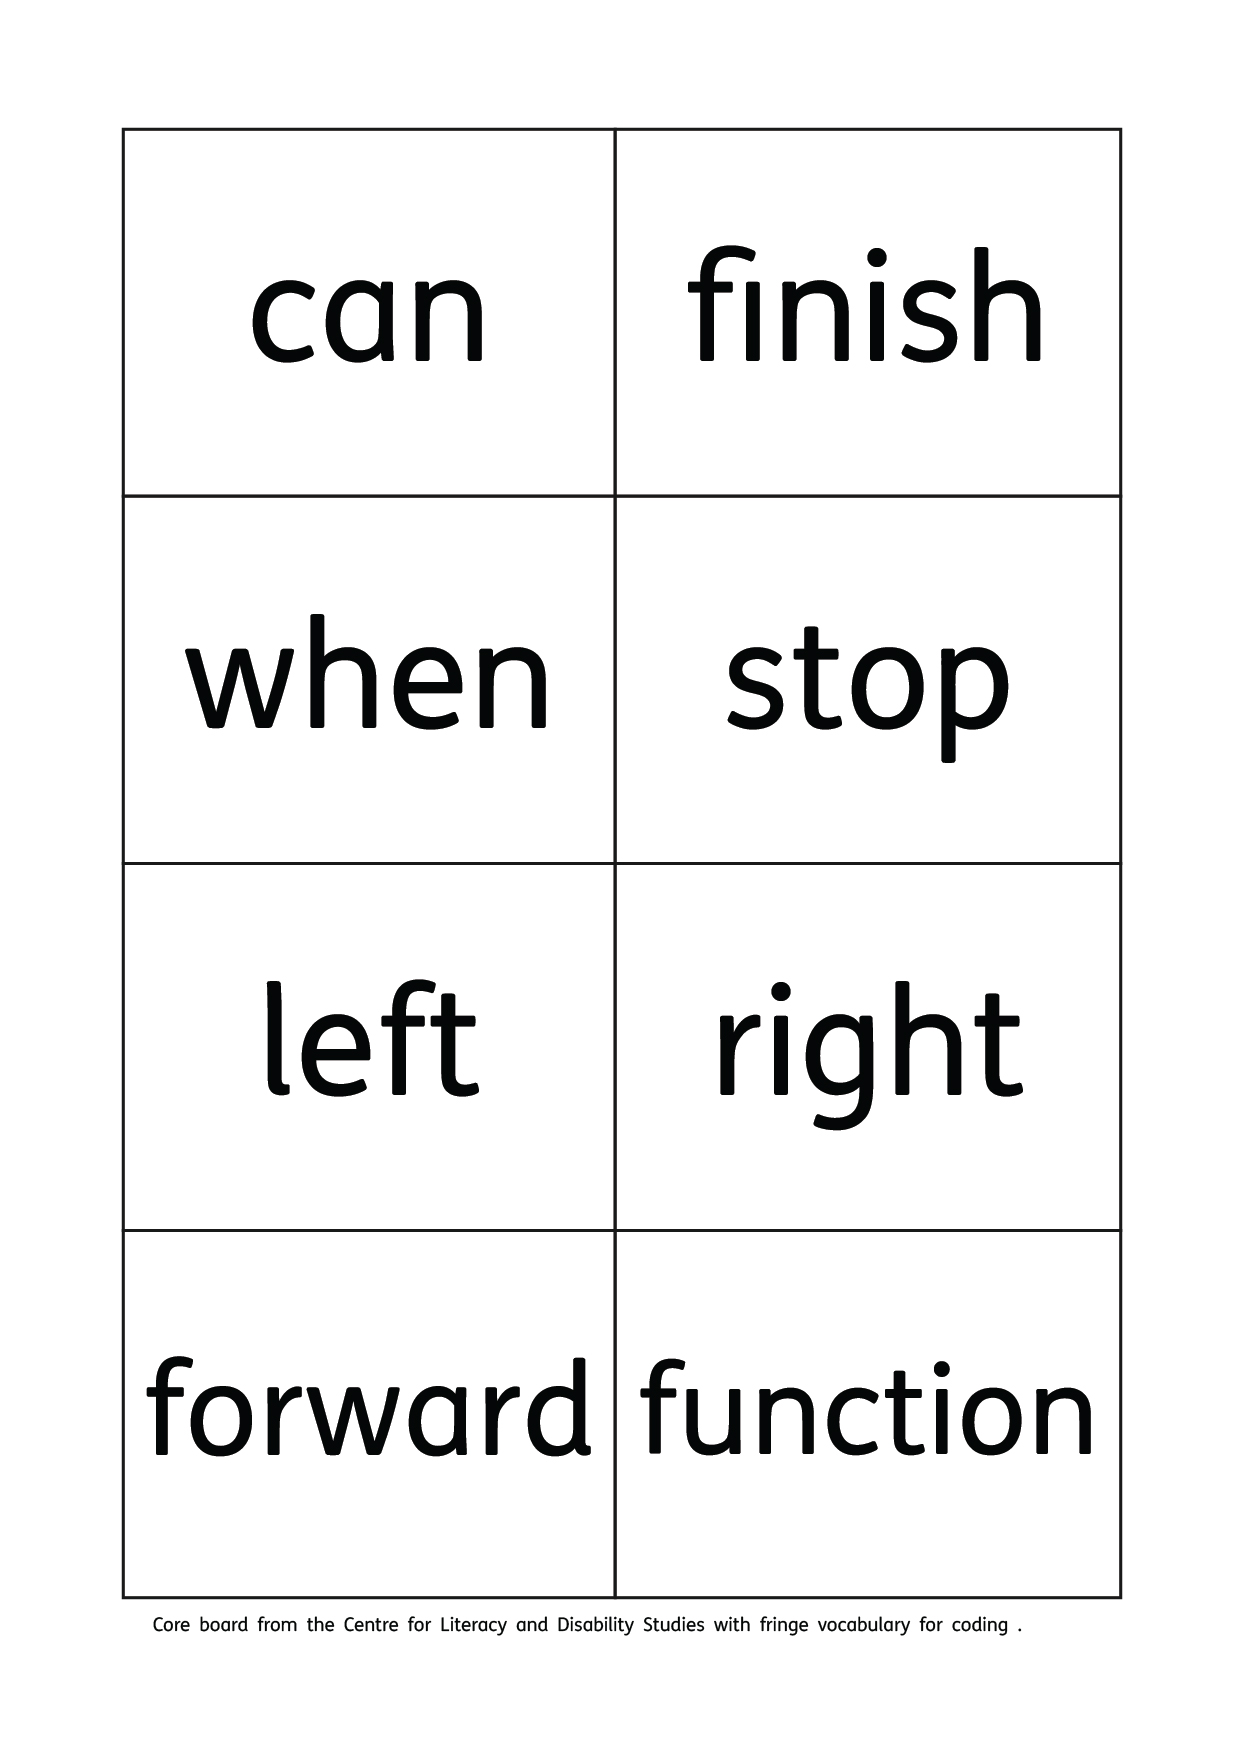 can
finish
when
stop
left
right
forward
function
Core board from the Centre for Literacy and Disability Studies with fringe vocabulary for coding .